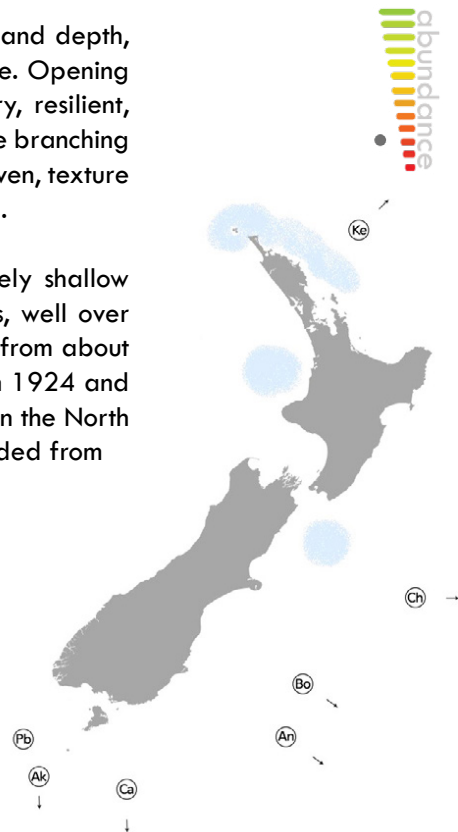 and depth,
e. Opening
ry, resilient,
e branching
ven, texture
.
ely shallow
s, well over
from about
n 1924 and
in the North
ded from
abundance
Ke
Ch
Bo
An
Pb
Ak
Ca